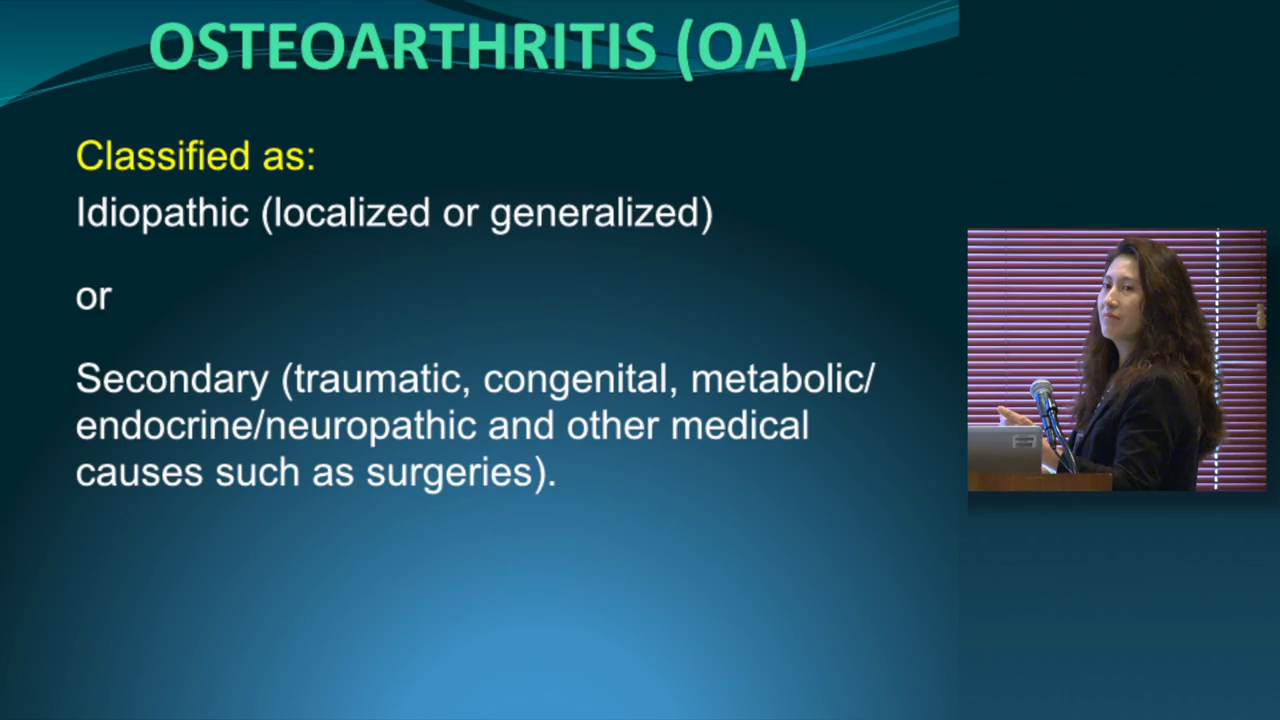 OSTEOARTHRITIS (OA)
Classified as:
Idiopathic (localized or generalized)
or
Secondary (traumatic, congenital, metabolic/
endocrine/neuropathic and other medical
causes such as surgeries).